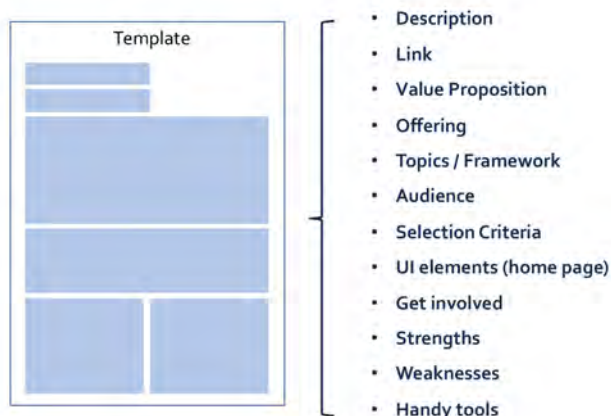 Template
• Description
• Link
• Value Proposition
• Offering
• Topics / Framework
• Audience
• Selection Criteria
• UI elements (home page)
• Get involved
• Strengths
• Weaknesses
• Handy tools